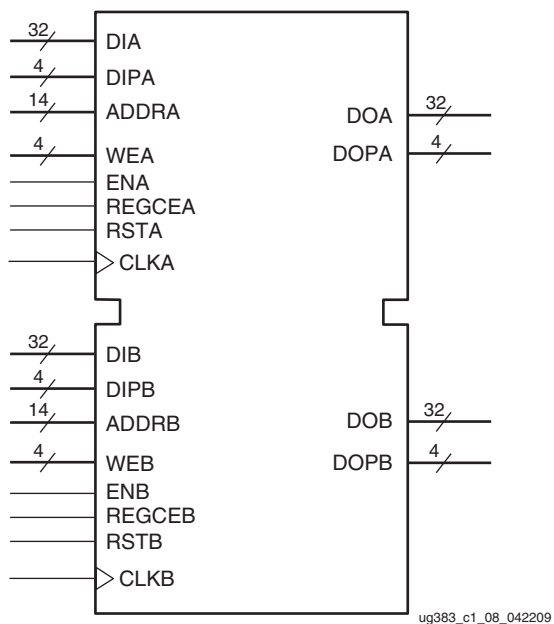 32
DIA
4
DIPA
14
ADDRA
4
WEA
ENA
REGCEA
RSTA
CLKA
DOA
32
DOPA
4
32
DIB
4
DIPB
14
ADDRB
4
WEB
ENB
REGCEB
RSTB
CLKB
DOB
32
DOPB
4
ug383_c1_08_042209